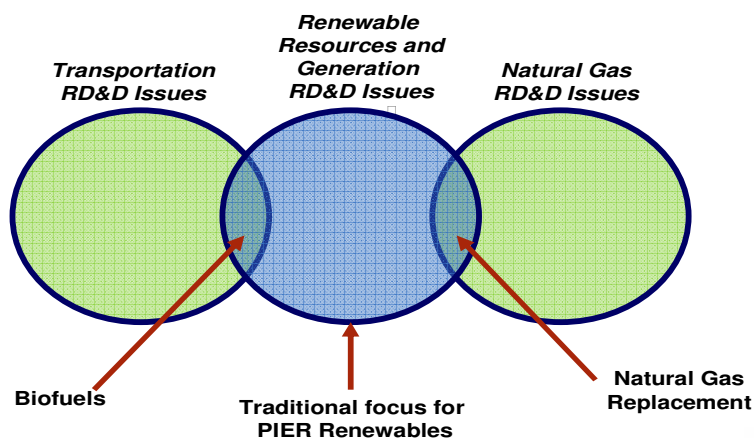 Renewable
Resources and
Generation
RD&D Issues
Transportation
RD&D Issues
Natural Gas
RD&D Issues
Biofuels
Traditional focus for
PIER Renewables
Natural Gas
Replacement